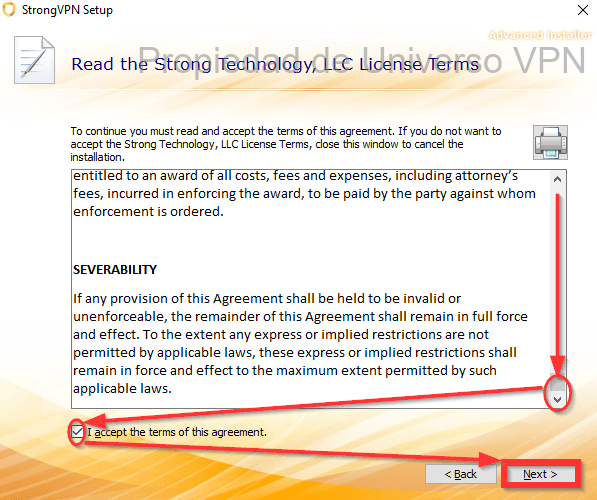 StrongVPN Setup
Advanced Installer
Propiedad de Universo VPN
Read the Strong Technology, LLC License Terms
To continue you must read and accept the terms of this agreement. If you do not want to
accept the Strong Technology, LLC License Terms, close this window to cancel the
installation.
entitled to an award of all costs, fees and expenses, including attorney's
fees, incurred in enforcing the award, to be paid by the party against whom
enforcement is ordered.
SEVERABILITY
If any provision of this Agreement shall be held to be invalid or
unenforceable, the remainder of this Agreement shall remain in full force
and effect. To the extent any express or implied restrictions are not
permitted by applicable laws, these express or implied restrictions shall
remain in force and effect to the maximum extent permitted by such
applicable laws.
I accept the terms of this agreement.
< Back
Next >